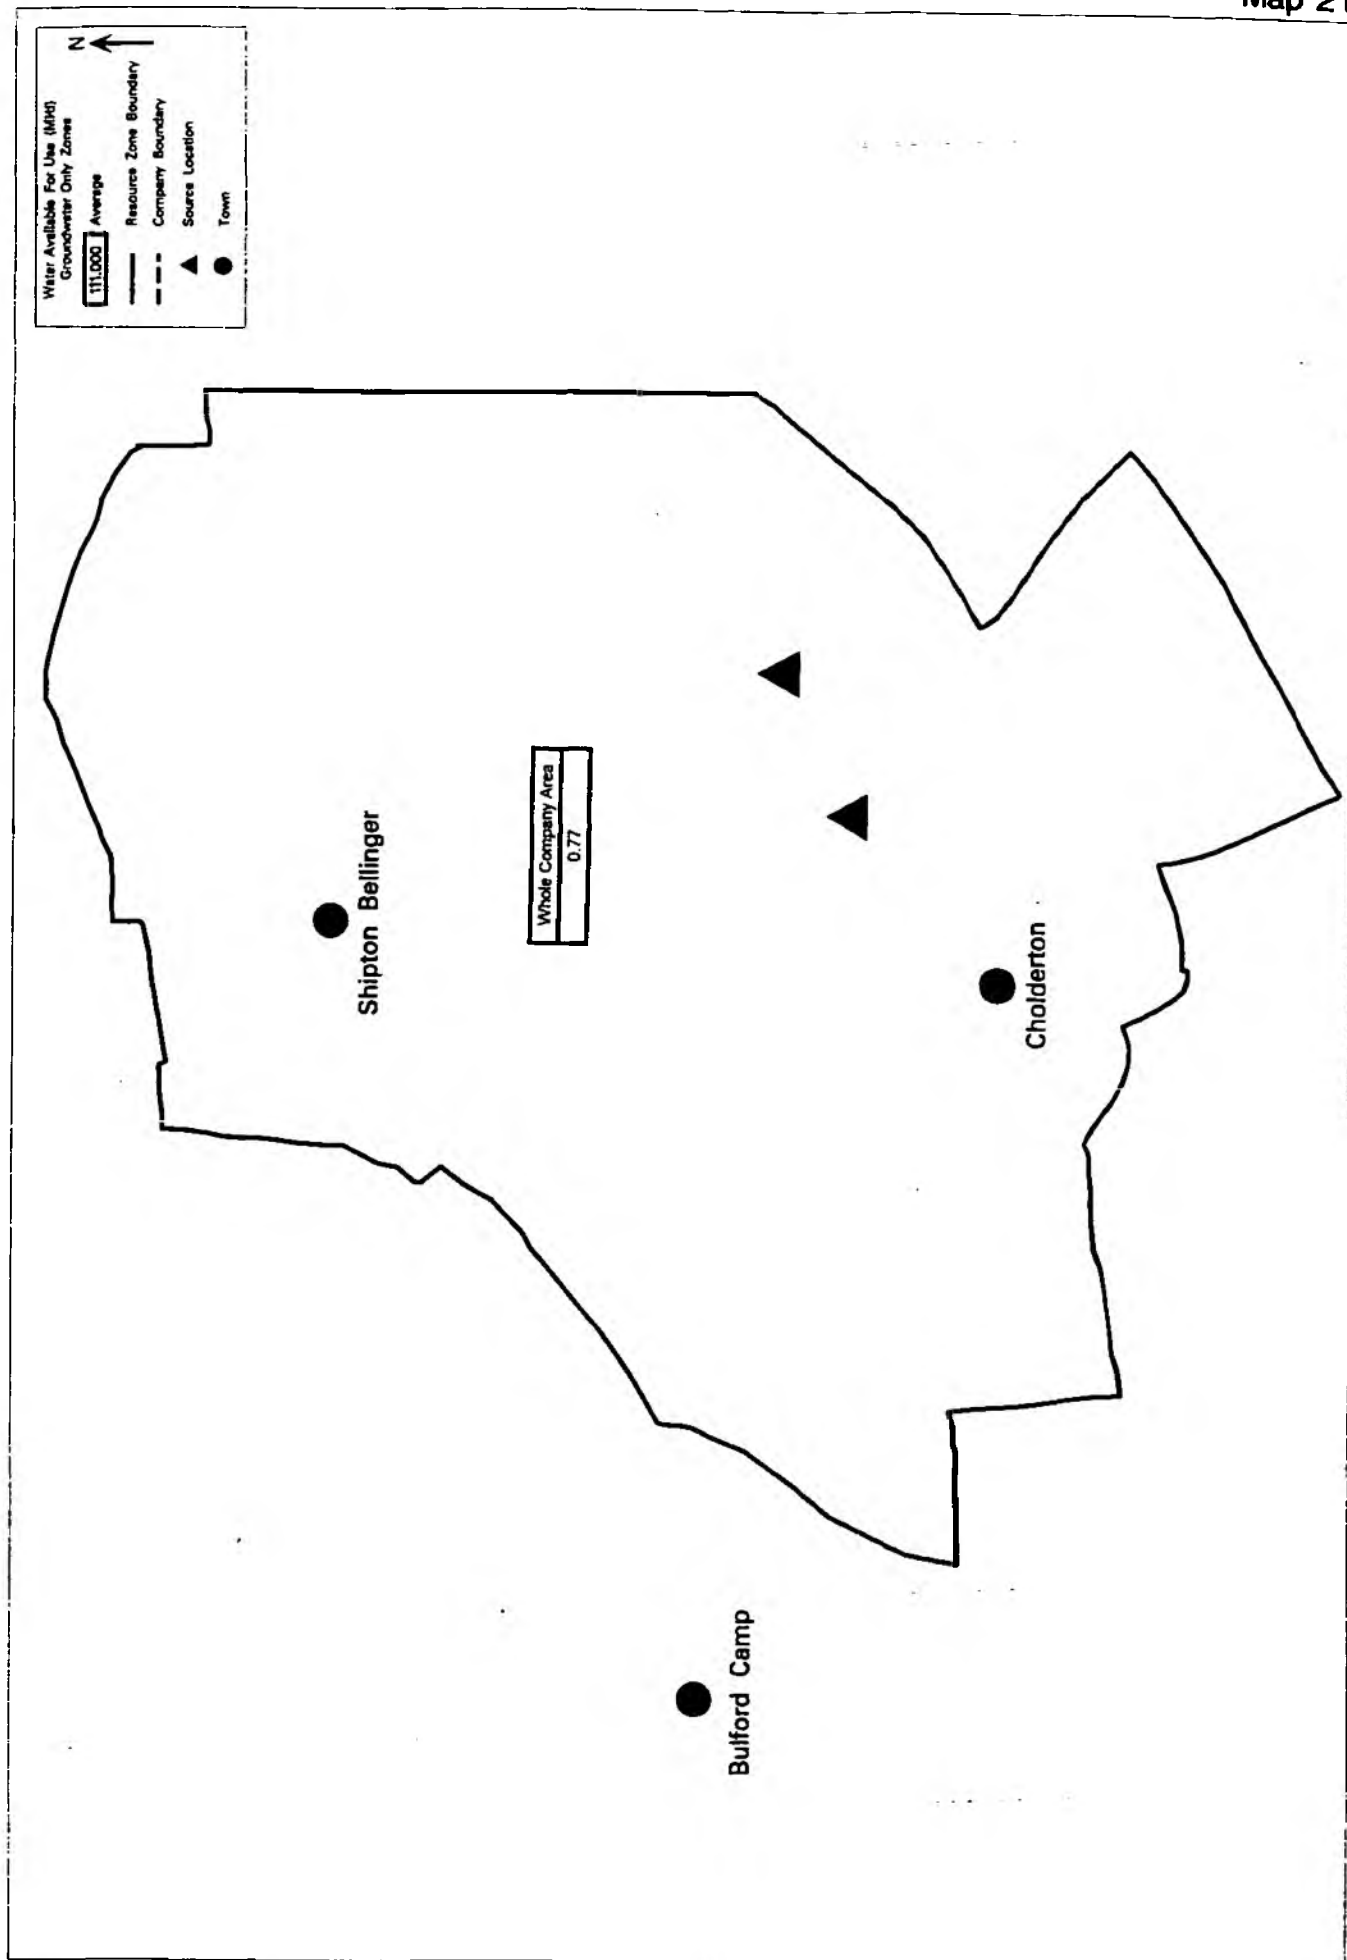 Map 2
Water Available For Use (Ml/d)
Groundwater Only Zones
N
111.000 Average
Resource Zone Boundary
Company Boundary
Source Location
Town
Shipton Bellinger
Whole Company Area
0.77
Cholderton
Bulford Camp